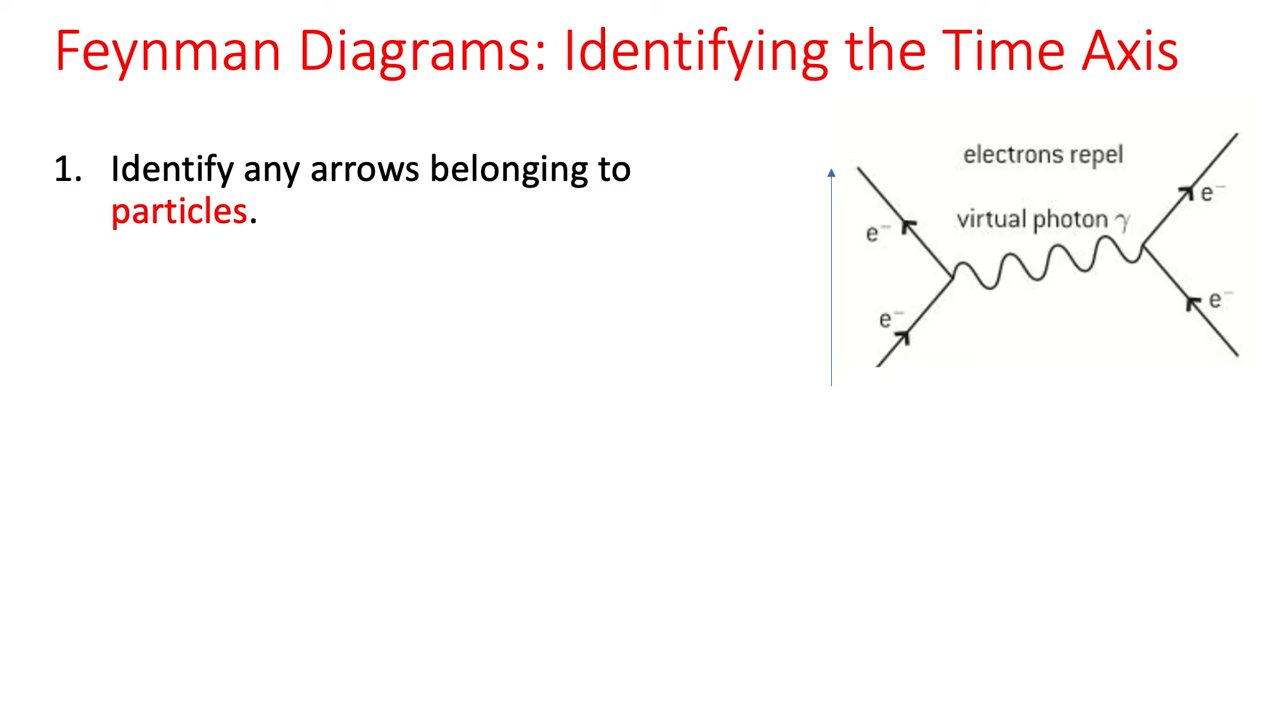 Feynman Diagrams: Identifying the Time Axis
1. Identify any arrows belonging to
particles.
electrons repel
virtual photon γ
e⁻
e⁻
e⁻
e⁻